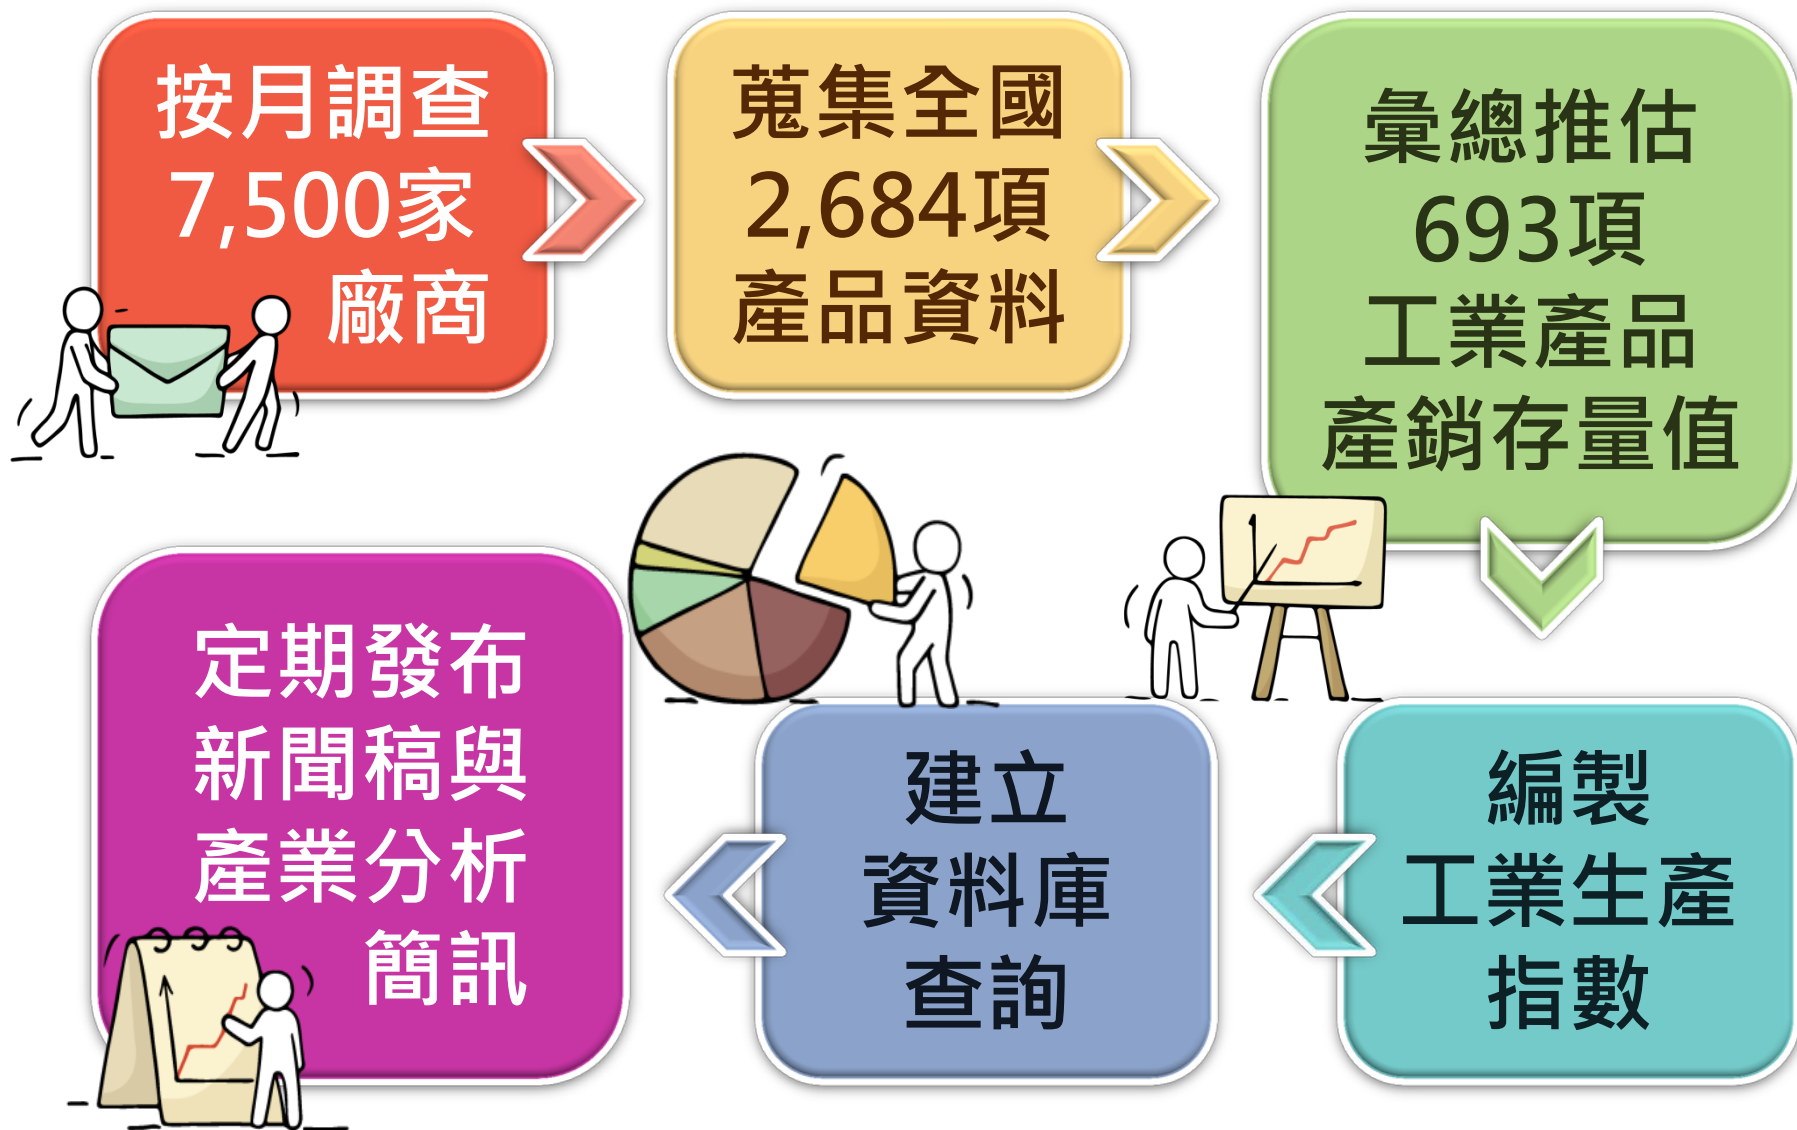 按月調查
7,500家
廠商
蒐集全國
2,684項
產品資料
彙總推估
693項
工業產品
產銷存量值
編製
工業生產
指數
建立
資料庫
查詢
定期發布
新聞稿與
產業分析
簡訊